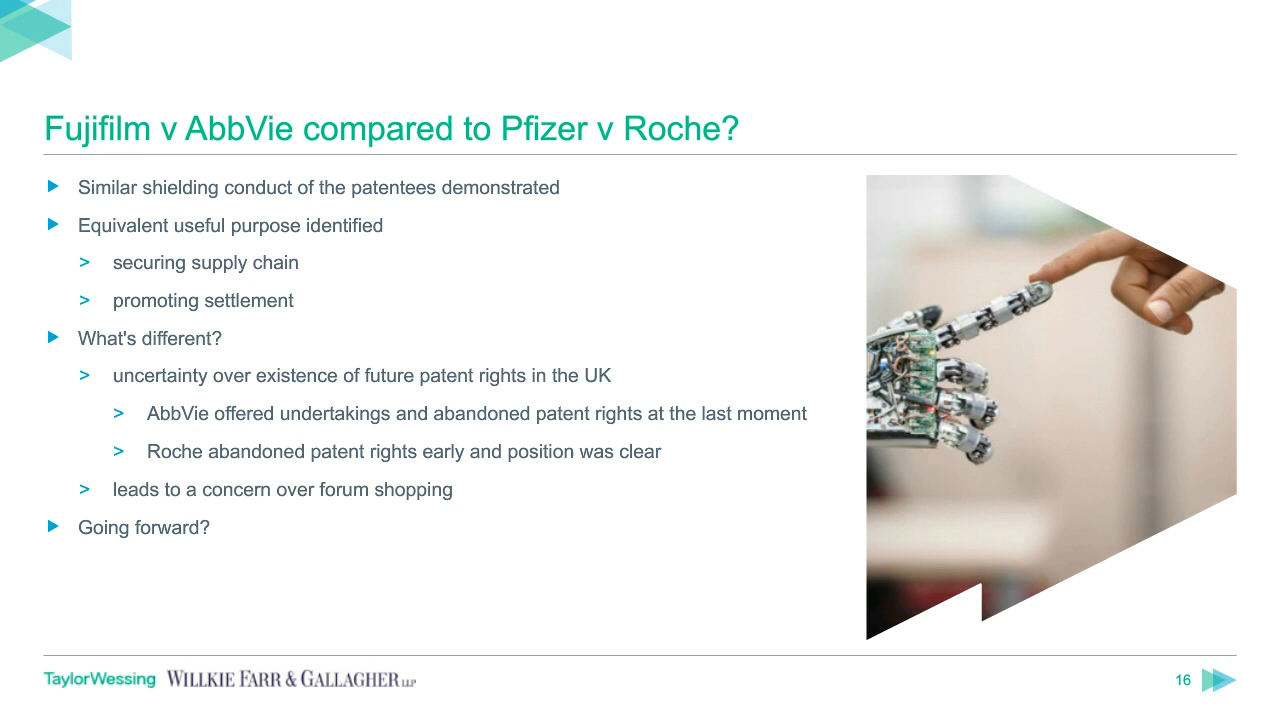 Fujifilm v AbbVie compared to Pfizer v Roche?
Similar shielding conduct of the patentees demonstrated
Equivalent useful purpose identified
> securing supply chain
> promoting settlement
What's different?
> uncertainty over existence of future patent rights in the UK
> AbbVie offered undertakings and abandoned patent rights at the last moment
> Roche abandoned patent rights early and position was clear
> leads to a concern over forum shopping
Going forward?
TaylorWessing WILLKIE FARR & GALLAGHER LLP
16